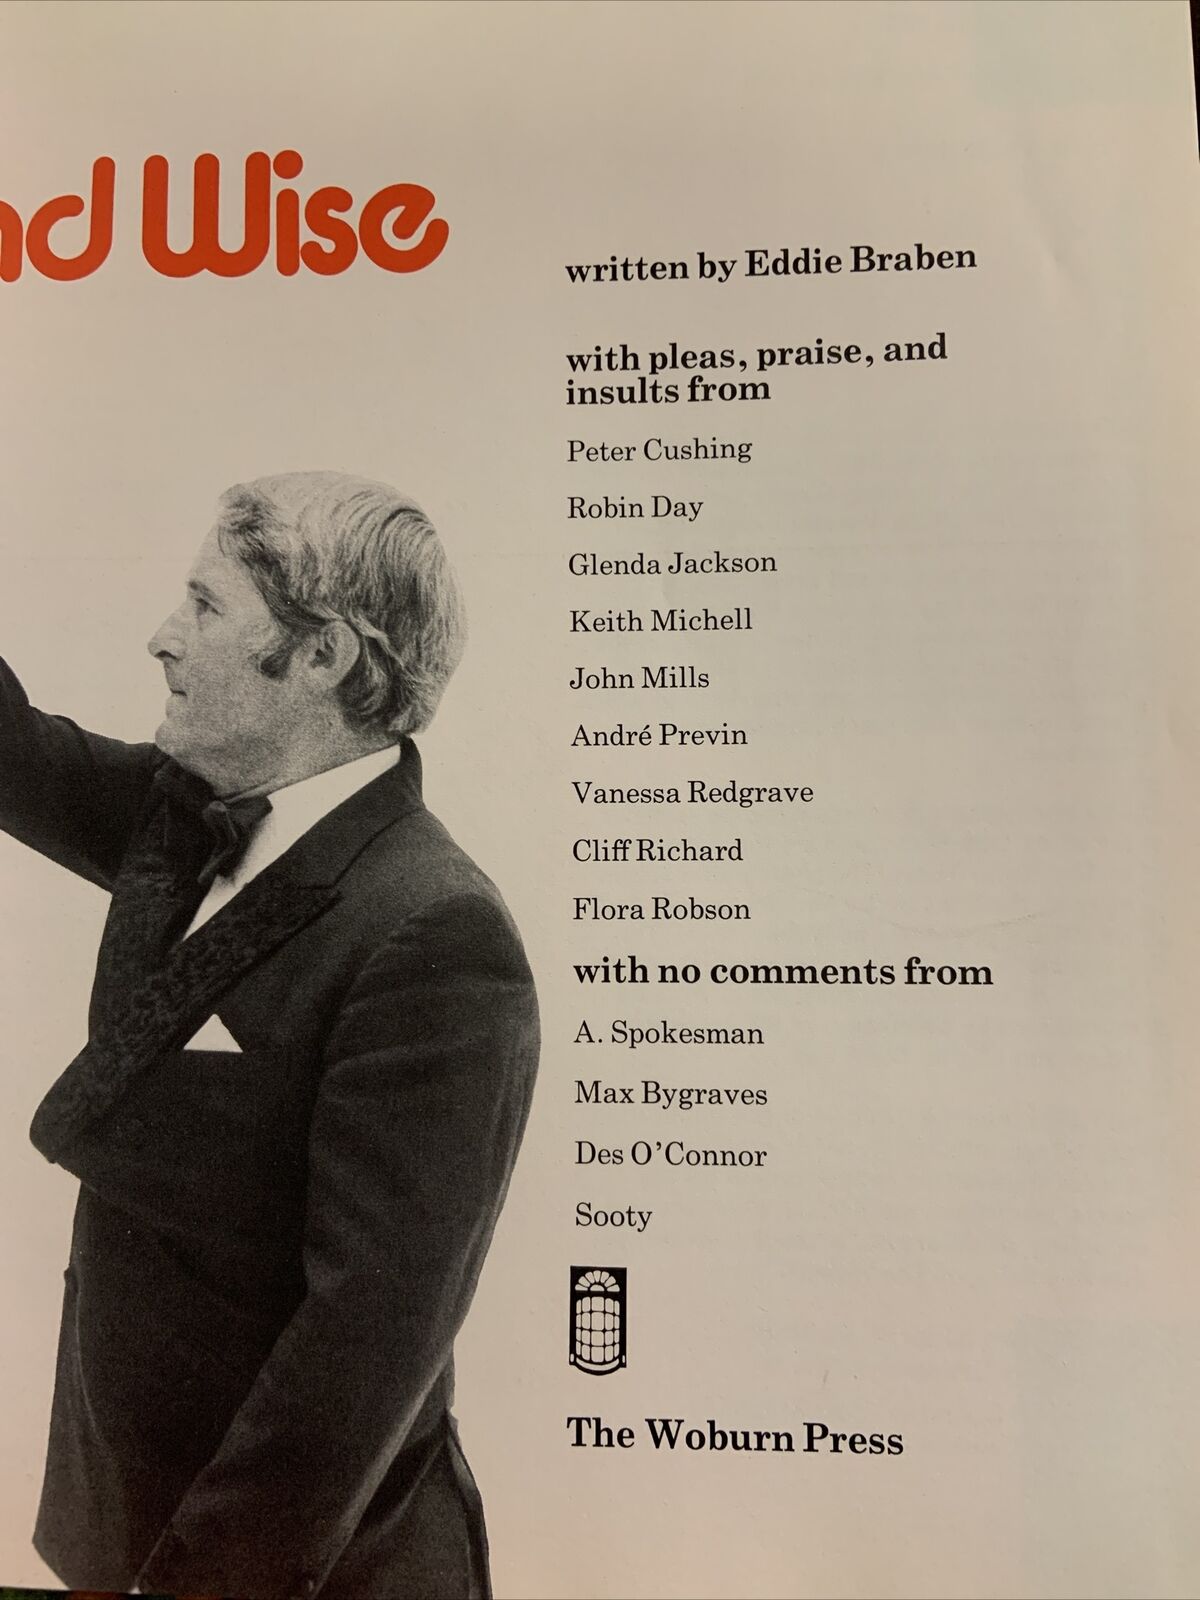 nd Wise
written by Eddie Braben
with pleas, praise, and
insults from
Peter Cushing
Robin Day
Glenda Jackson
Keith Michell
John Mills
André Previn
Vanessa Redgrave
Cliff Richard
Flora Robson
with no comments from
A. Spokesman
Max Bygraves
Des O’Connor
Sooty
The Woburn Press